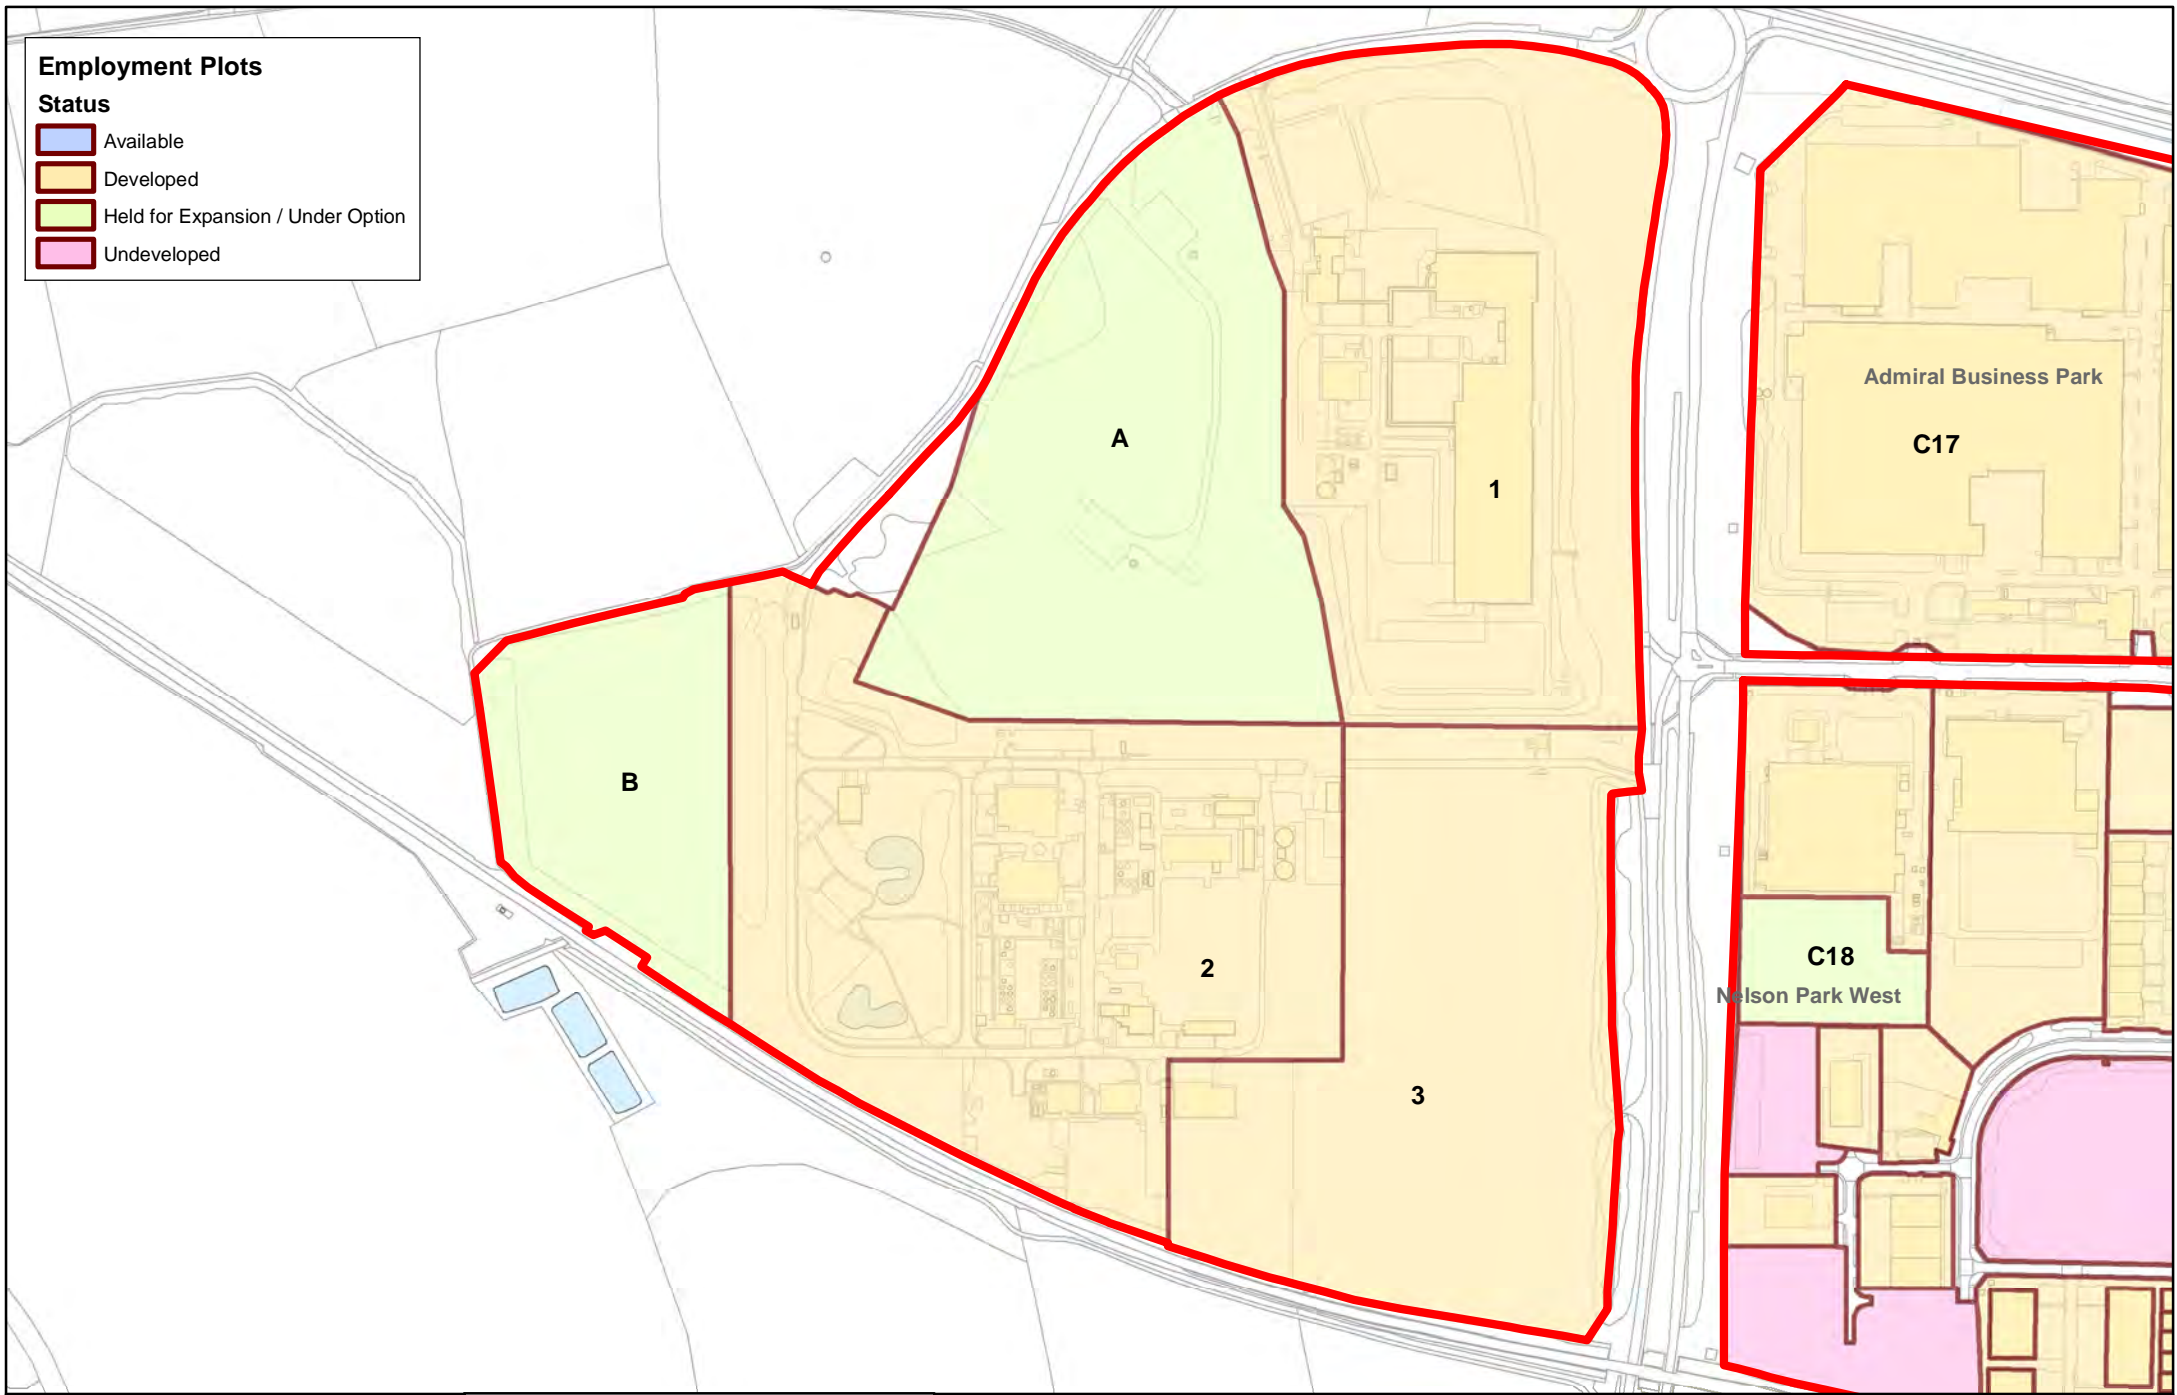 Employment Plots
Status
Available
Developed
Held for Expansion / Under Option
Undeveloped
Admiral Business Park
A
C17
1
B
C18
2
Nelson Park West
3